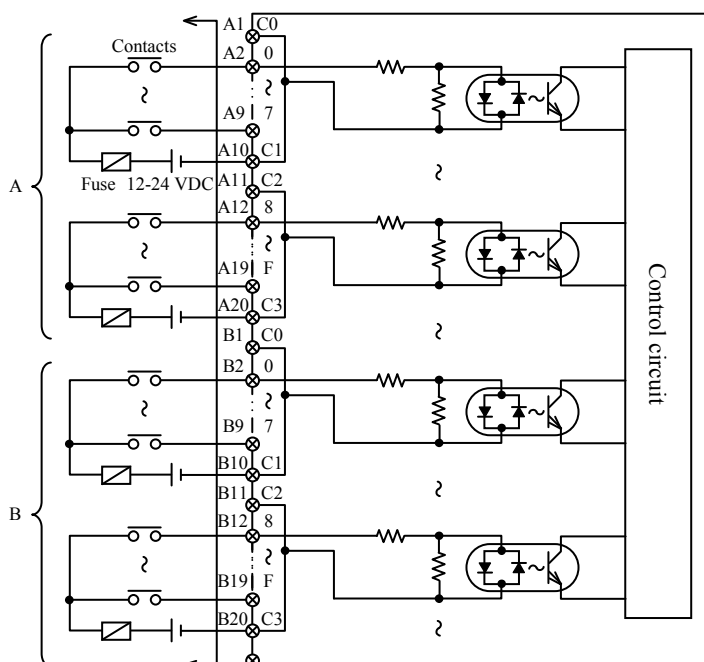 A1 C0
Contacts
A2 0
A9 7
A10 C1
Fuse 12-24 VDC
A11 C2
A
A12 8
A19 F
A20 C3
B1 C0
Control circuit
B2 0
B9 7
B10 C1
B11 C2
B
B12 8
B19 F
B20 C3